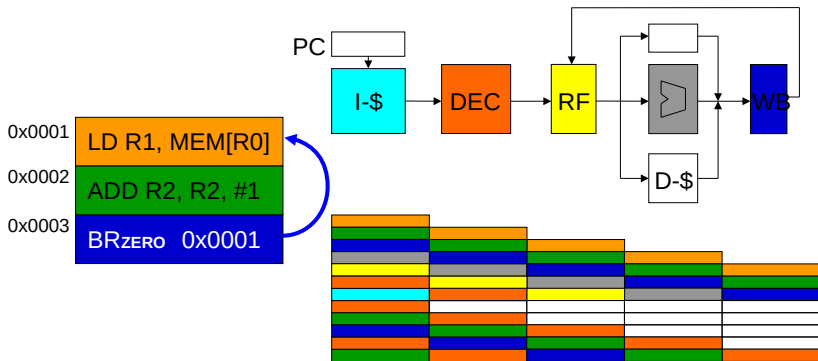 PC
I-$
DEC
RF
WB
D-$
0x0001
LD R1, MEM[R0]
0x0002
ADD R2, R2, #1
0x0003
BRZERO 0x0001